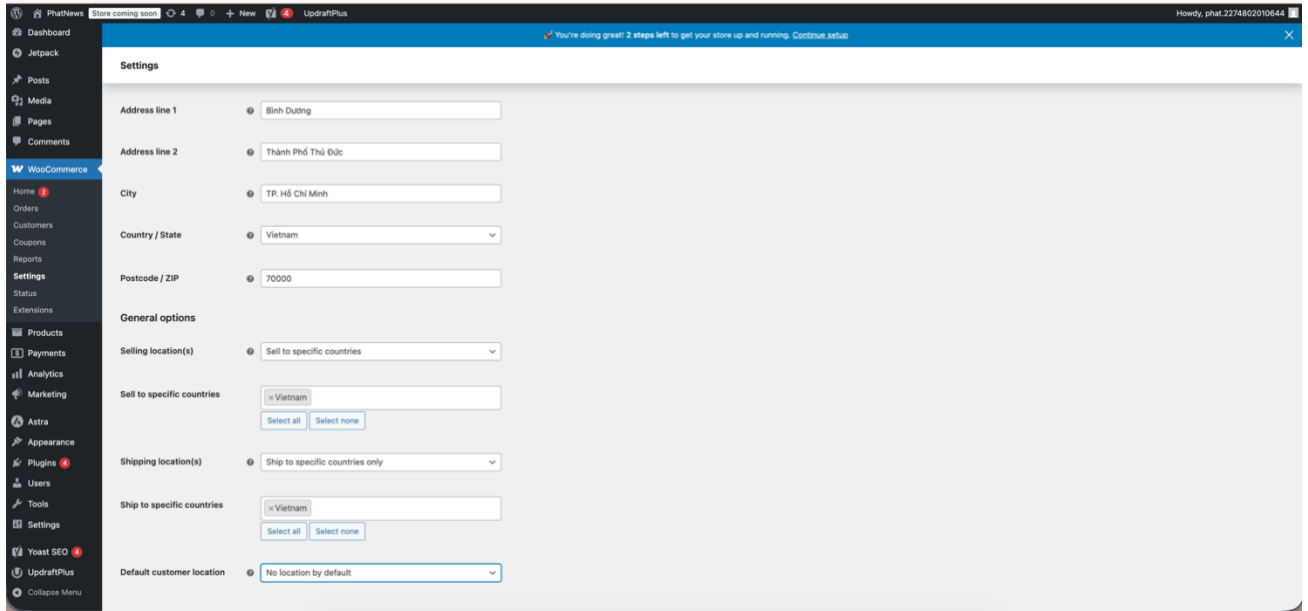 PhatNews Store coming soon 4 0 + New 4 UpdraftPlus Howdy, phat.2274802010644
You're doing great! 2 steps left to get your store up and running. Continue setup
Dashboard
Jetpack
Posts
Media
Pages
Comments
WooCommerce
Home 2
Orders
Customers
Coupons
Reports
Settings
Status
Extensions
Products
Payments
Analytics
Marketing
Astra
Appearance
Plugins 4
Users
Tools
Settings
Yoast SEO 4
UpdraftPlus
Collapse Menu
Settings
Address line 1 Bình Dương
Address line 2 Thành Phố Thủ Đức
City TP. Hồ Chí Minh
Country / State Vietnam
Postcode / ZIP 70000
General options
Selling location(s) Sell to specific countries
Sell to specific countries × Vietnam
Select all Select none
Shipping location(s) Ship to specific countries only
Ship to specific countries × Vietnam
Select all Select none
Default customer location No location by default